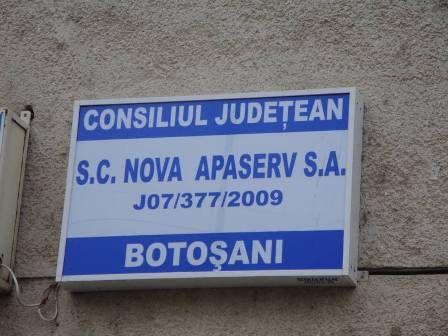 CONSILIUL JUDEȚEAN
S.C. NOVA APASERV S.A.
J07/377/2009
BOTOȘANI